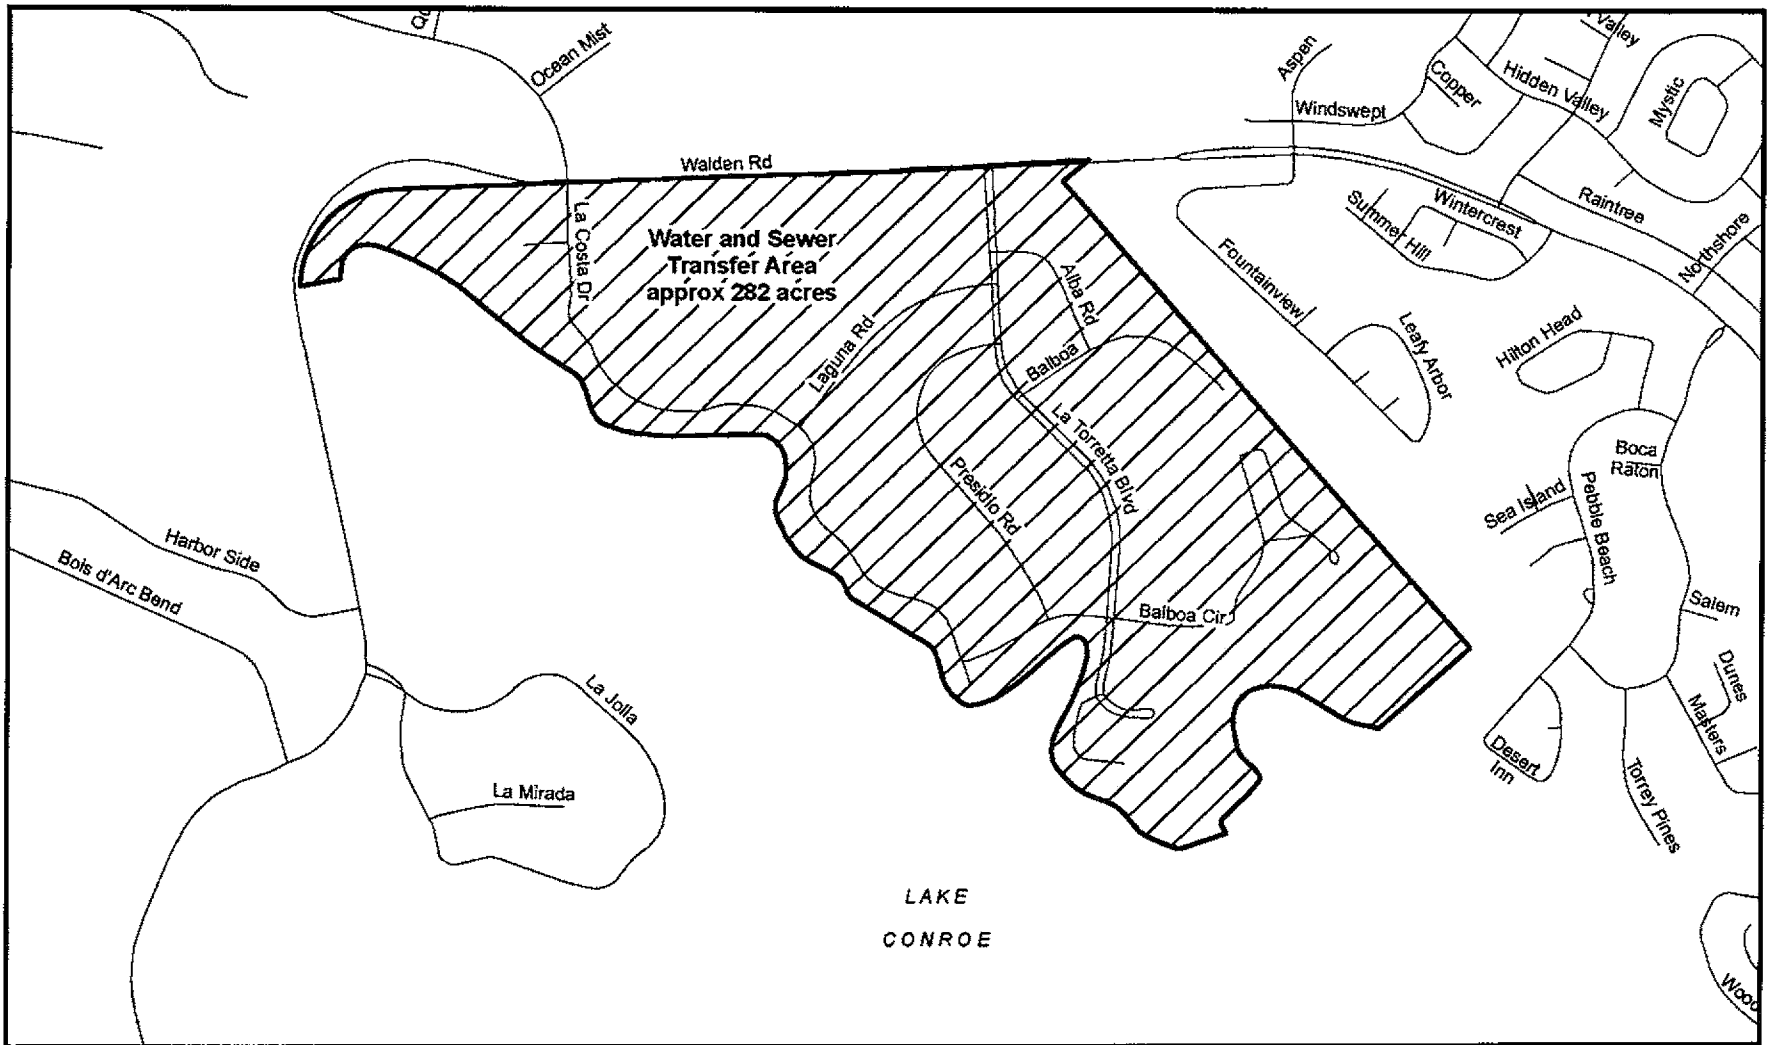 Ocean Mist
Aspen
Valley
Copper
Hidden Valley
Mystic
Windswept
Walden Rd
La Costa Dr
Water and Sewer
Transfer Area
approx 282 acres
Summer Hill
Wintercrest
Raintree
Northshore
Fountainview
Alba Rd
Laguna Rd
Balboa
Leafy Arbor
Hilton Head
La Torretta Blvd
Presidio Rd
Boca
Raton
Sea Island
Pebble Beach
Harbor Side
Bois d'Arc Bend
Balboa Cir
Salem
Dunes
Masters
La Jolla
Desert
Inn
Torrey Pines
La Mirada
LAKE
CONROE